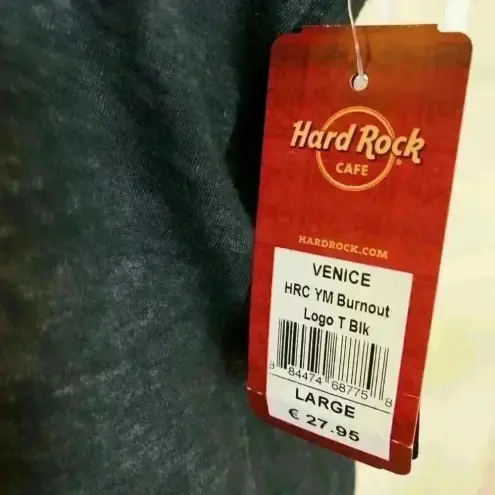 Hard Rock
®
CAFE
HARDROCK.COM
VENICE
HRC YM Burnout
Logo T Blk
8 84474 68775 8
LARGE
€ 27.95